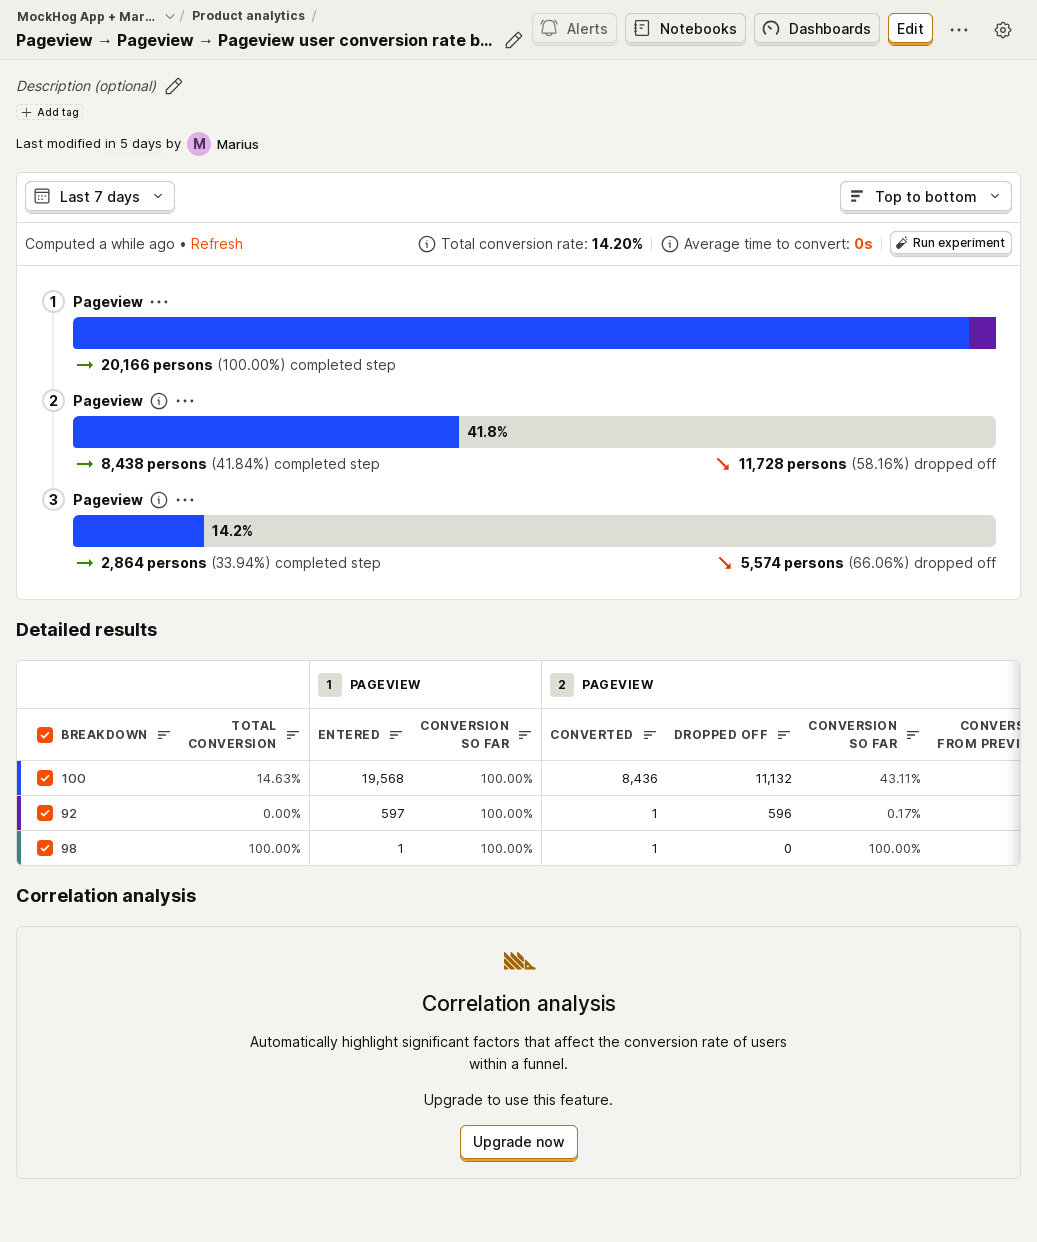 MockHog App + Mar... / Product analytics /
Pageview → Pageview → Pageview user conversion rate b...
Alerts Notebooks Dashboards Edit
Description (optional)
Add tag
Last modified in 5 days by M Marius
Last 7 days Top to bottom
Computed a while ago • Refresh Total conversion rate: 14.20% Average time to convert: 0s Run experiment
1 Pageview
20,166 persons (100.00%) completed step
2 Pageview
41.8%
8,438 persons (41.84%) completed step 11,728 persons (58.16%) dropped off
3 Pageview
14.2%
2,864 persons (33.94%) completed step 5,574 persons (66.06%) dropped off
Detailed results
1 PAGEVIEW 2 PAGEVIEW
BREAKDOWN TOTAL CONVERSION ENTERED CONVERSION SO FAR CONVERTED DROPPED OFF CONVERSION SO FAR CONVERS FROM PREVI
100 14.63% 19,568 100.00% 8,436 11,132 43.11%
92 0.00% 597 100.00% 1 596 0.17%
98 100.00% 1 100.00% 1 0 100.00%
Correlation analysis
Correlation analysis
Automatically highlight significant factors that affect the conversion rate of users
within a funnel.
Upgrade to use this feature.
Upgrade now